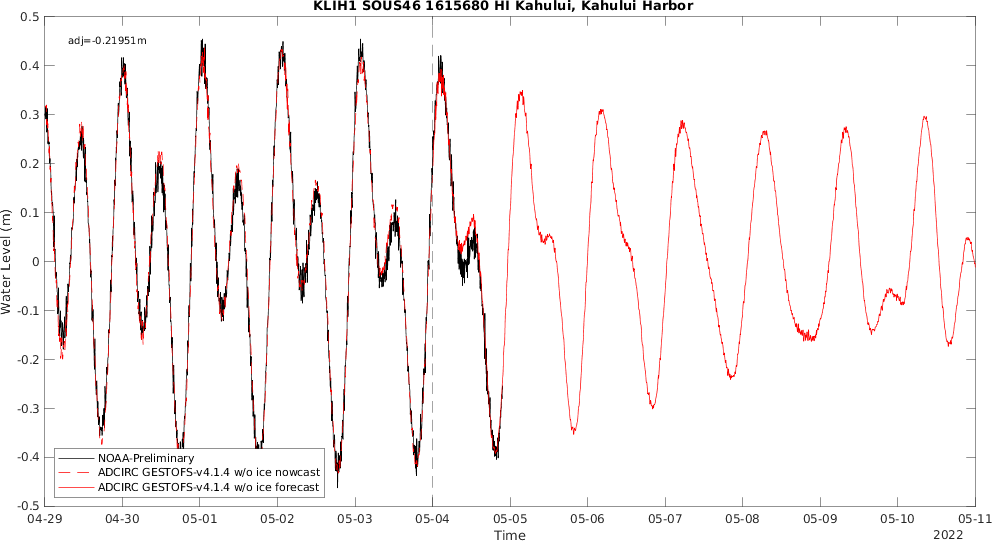 KLIH1 SOUS46 1615680 HI Kahului, Kahului Harbor
adj=-0.21951m
0.5
0.4
0.3
0.2
0.1
0
-0.1
-0.2
-0.3
-0.4
-0.5
Water Level (m)
NOAA-Preliminary
ADCIRC GESTOFS-v4.1.4 w/o ice nowcast
ADCIRC GESTOFS-v4.1.4 w/o ice forecast
04-29 04-30 05-01 05-02 05-03 05-04 05-05 05-06 05-07 05-08 05-09 05-10 05-11
Time
2022